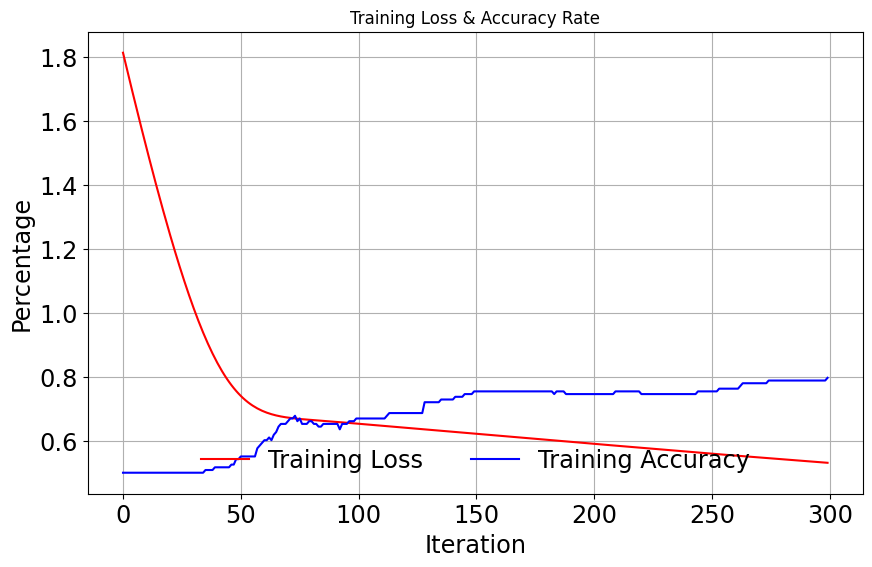 Training Loss & Accuracy Rate
Percentage
1.8
1.6
1.4
1.2
1.0
0.8
0.6
Training Loss Training Accuracy
0 50 100 150 200 250 300
Iteration